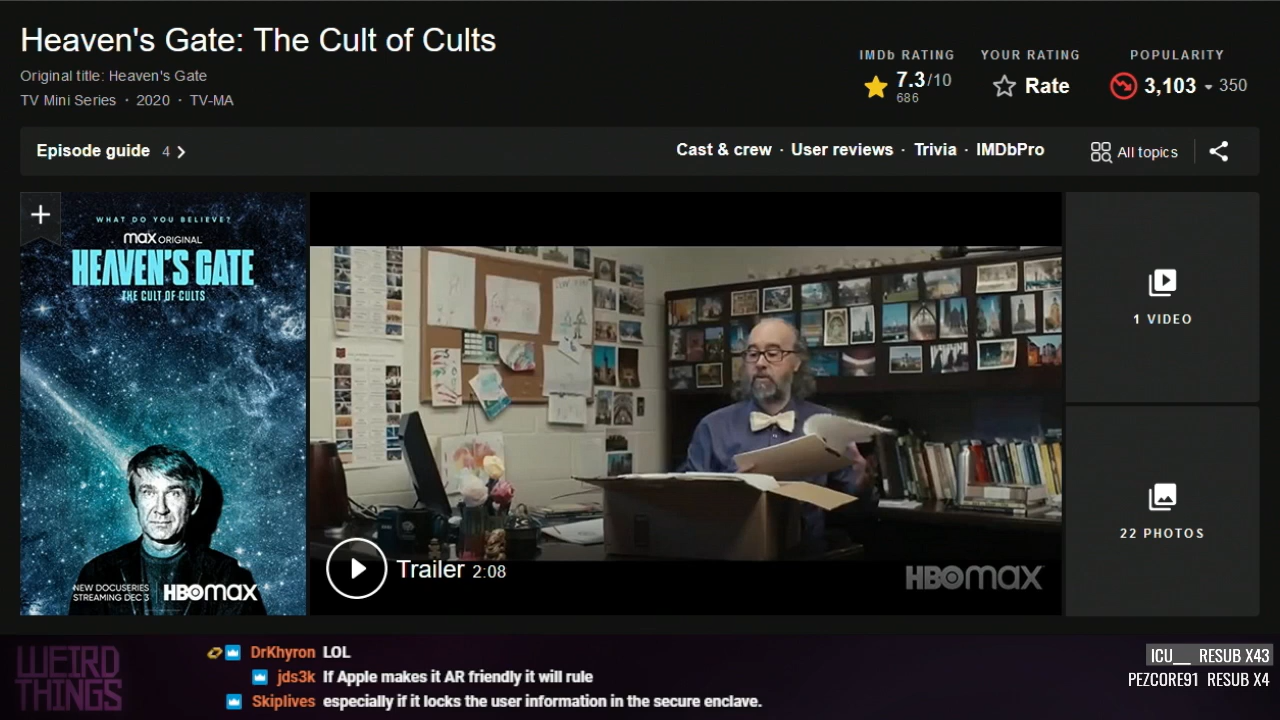 Heaven's Gate: The Cult of Cults
Original title: Heaven's Gate
TV Mini Series · 2020 · TV-MA
IMDb RATING
7.3/10
686
YOUR RATING
Rate
POPULARITY
3,103 350
Episode guide 4
Cast & crew · User reviews · Trivia · IMDbPro
All topics
WHAT DO YOU BELIEVE?
max ORIGINAL
HEAVEN'S GATE
THE CULT OF CULTS
NEW DOCUSERIES
STREAMING DEC 3
HBOmax
Trailer 2:08
HBOmax
1 VIDEO
22 PHOTOS
WEIRD
THINGS
DrKhyron LOL
jds3k If Apple makes it AR friendly it will rule
Skiplives especially if it locks the user information in the secure enclave.
ICU__ RESUB X43
PEZCORE91 RESUB X4